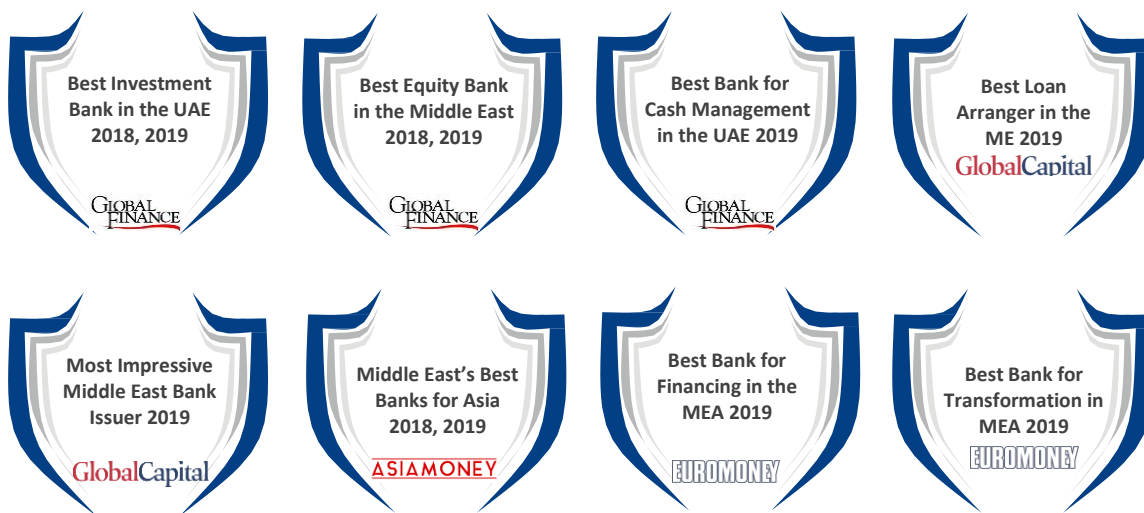 Best Investment
Bank in the UAE
2018, 2019
GLOBAL
FINANCE
Best Equity Bank
in the Middle East
2018, 2019
GLOBAL
FINANCE
Best Bank for
Cash Management
in the UAE 2019
GLOBAL
FINANCE
Best Loan
Arranger in the
ME 2019
GlobalCapital
Most Impressive
Middle East Bank
Issuer 2019
GlobalCapital
Middle East’s Best
Banks for Asia
2018, 2019
ASIAMONEY
Best Bank for
Financing in the
MEA 2019
EUROMONEY
Best Bank for
Transformation in
MEA 2019
EUROMONEY